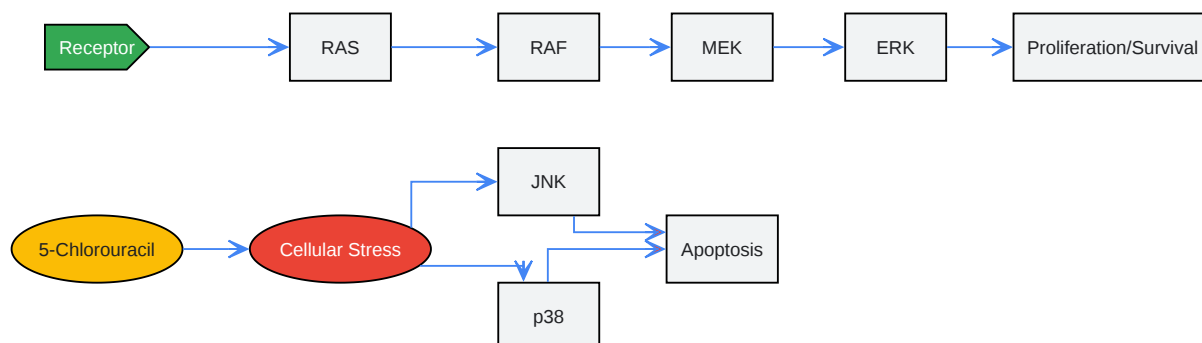 Receptor
RAS
RAF
MEK
ERK
Proliferation/Survival
JNK
5-Chlorouracil
Cellular Stress
Apoptosis
p38